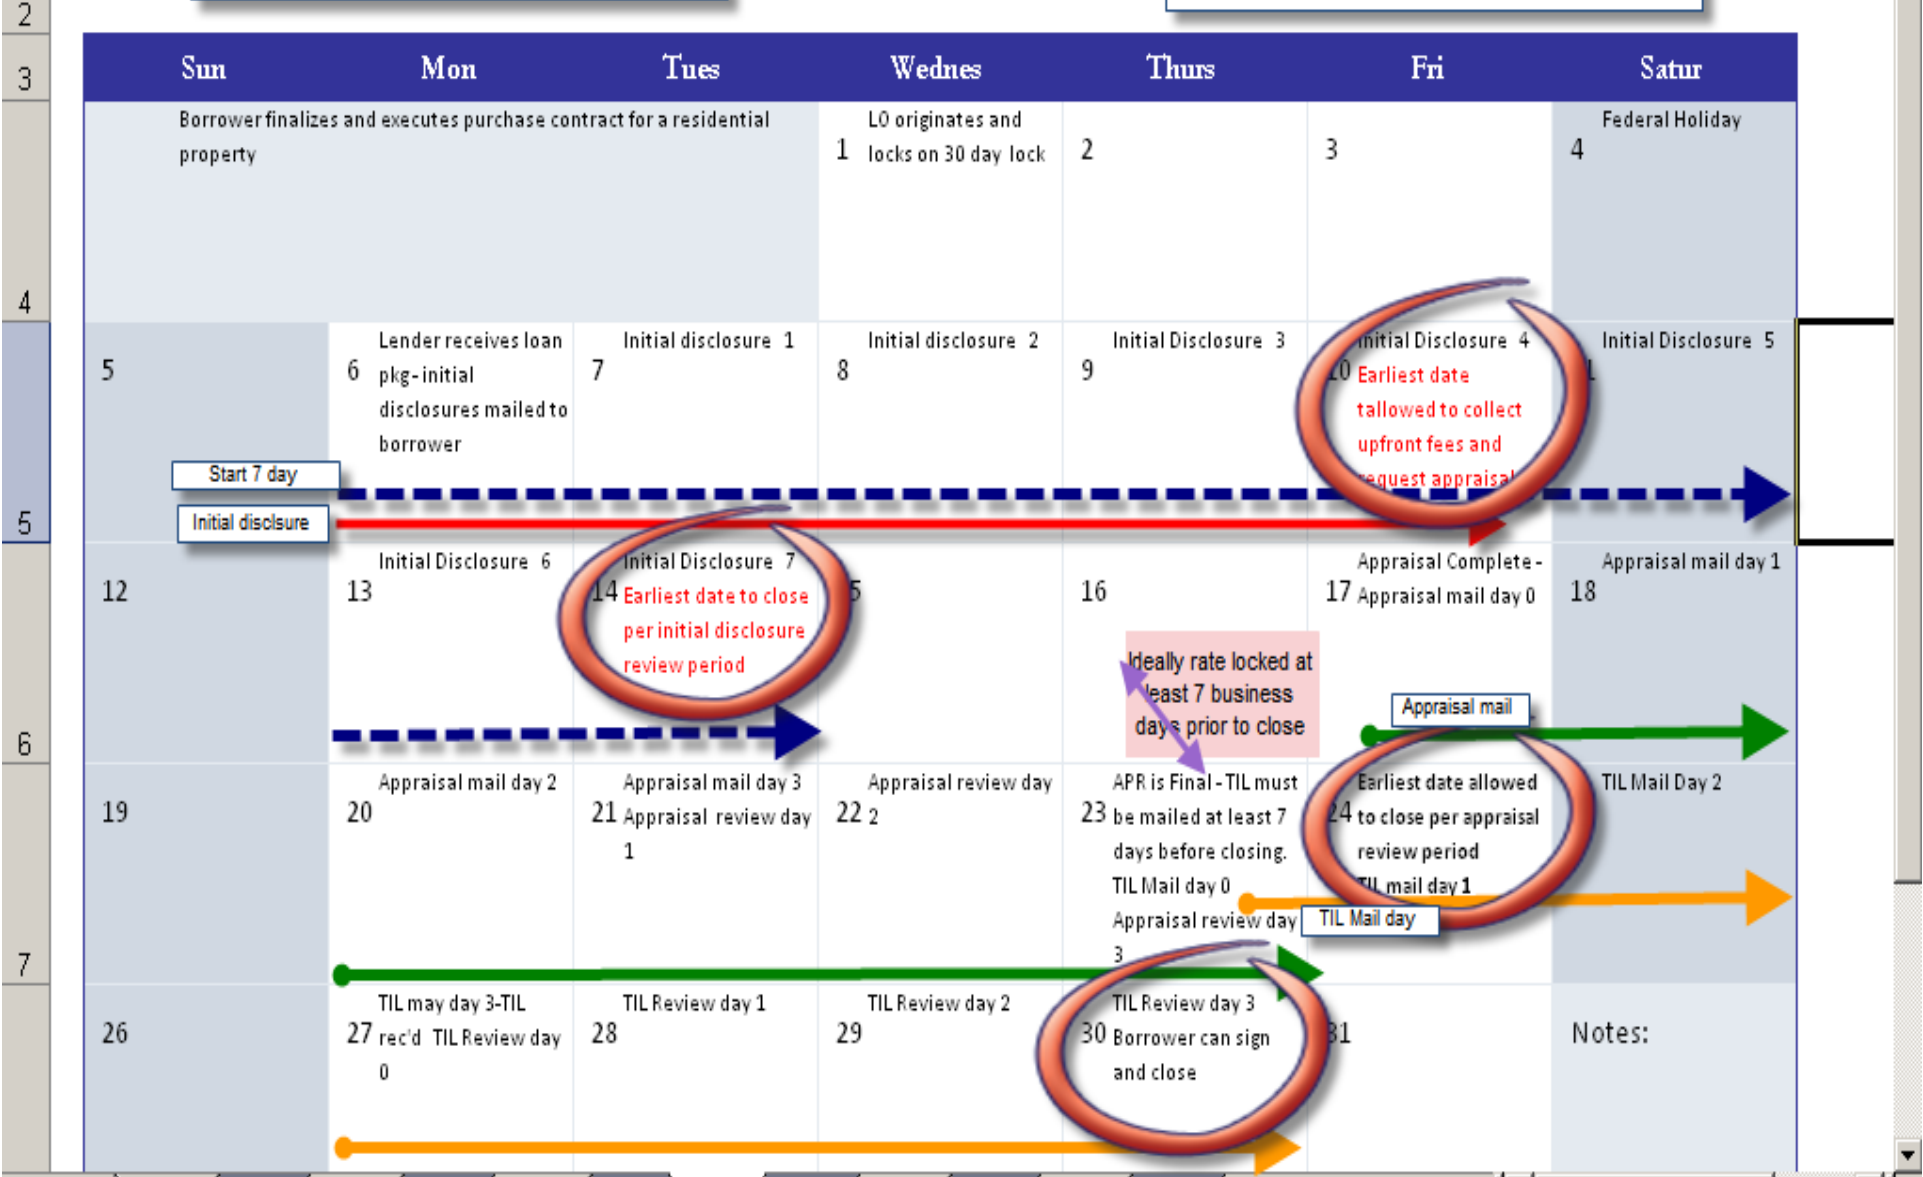 2
3
Sun Mon Tues Wednes Thurs Fri Satur
Borrower finalizes and executes purchase contract for a residential
property
1
LO originates and
locks on 30 day lock
2
3
4
Federal Holiday
4
5
6
Lender receives loan
pkg-initial
disclosures mailed to
borrower
7
Initial disclosure 1
8
Initial disclosure 2
9
Initial Disclosure 3
Initial Disclosure 4
Earliest date
tallowed to collect
upfront fees and
request appraisal
Initial Disclosure 5
Start 7 day
Initial disclsure
5
12
13
Initial Disclosure 6
14
Initial Disclosure 7
Earliest date to close
per initial disclosure
review period
16
Ideally rate locked at
least 7 business
days prior to close
17
Appraisal Complete-
Appraisal mail day 0
18
Appraisal mail day 1
Appraisal mail
6
19
20
Appraisal mail day 2
21
Appraisal mail day 3
Appraisal review day
1
22
Appraisal review day
2
23
APR is Final - TIL must
be mailed at least 7
days before closing.
TIL Mail day 0
Appraisal review day
3
24
Earliest date allowed
to close per appraisal
review period
TIL mail day 1
TIL Mail Day 2
TIL Mail day
7
26
27
TIL may day 3-TIL
rec'd TIL Review day
0
28
TIL Review day 1
29
TIL Review day 2
30
TIL Review day 3
Borrower can sign
and close
31
Notes: